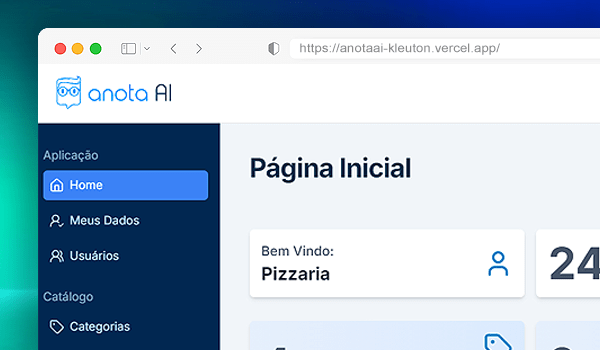 https://anotaai-kleuton.vercel.app/
anota AI
Aplicação
Home
Meus Dados
Usuários
Catálogo
Categorias
Página Inicial
Bem Vindo:
Pizzaria
24